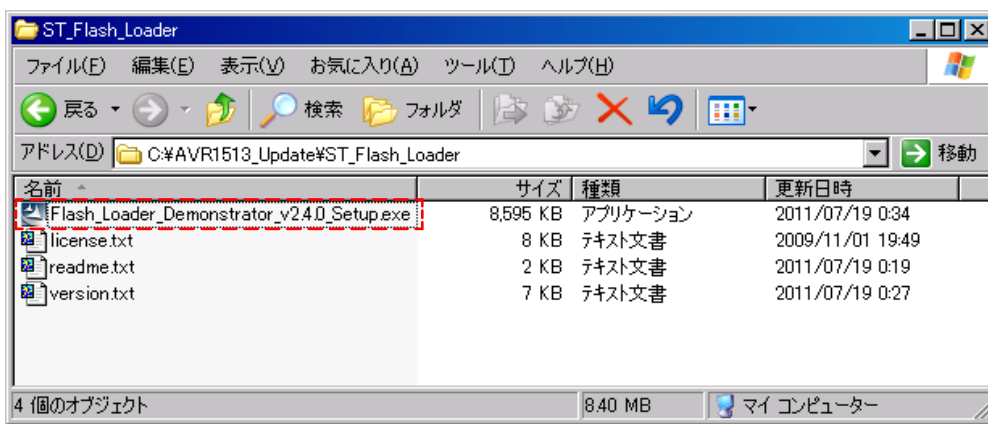 ST_Flash_Loader
ファイル(F) 編集(E) 表示(V) お気に入り(A) ツール(T) ヘルプ(H)
戻る 検索 フォルダ
アドレス(D) C:¥AVR1513_Update¥ST_Flash_Loader 移動
名前 サイズ 種類 更新日時
Flash_Loader_Demonstrator_v2.4.0_Setup.exe 8,595 KB アプリケーション 2011/07/19 0:34
license.txt 8 KB テキスト文書 2009/11/01 19:49
readme.txt 2 KB テキスト文書 2011/07/19 0:19
version.txt 7 KB テキスト文書 2011/07/19 0:27
4 個のオブジェクト 8.40 MB マイ コンピューター